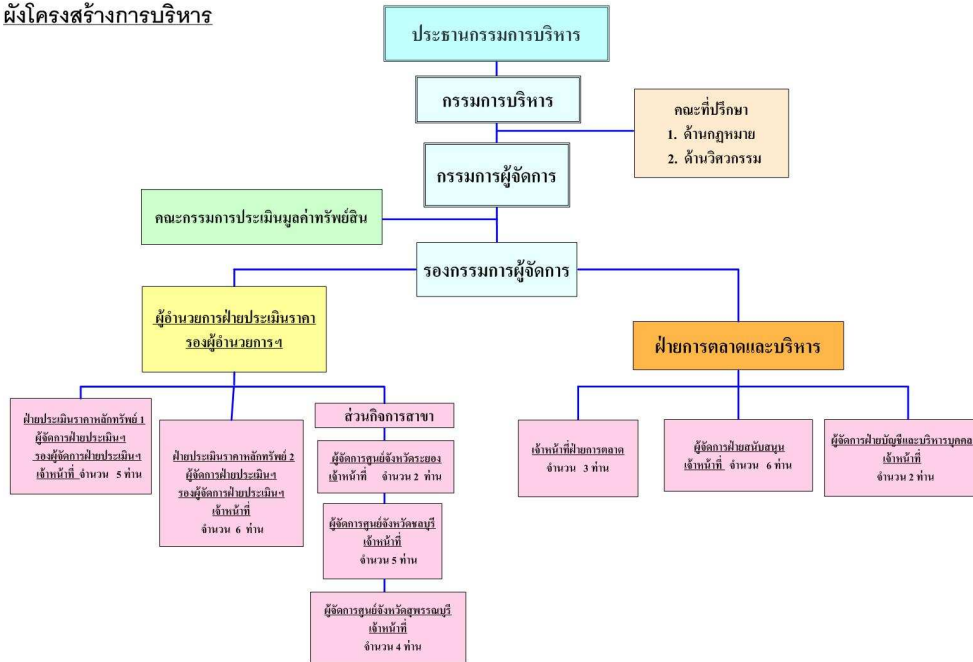 ผังโครงสร้างการบริหาร
ประธานกรรมการบริหาร
กรรมการบริหาร
คณะที่ปรึกษา
1. ด้านกฎหมาย
2. ด้านวิศวกรรม
กรรมการผู้จัดการ
คณะกรรมการประเมินมูลค่าทรัพย์สิน
รองกรรมการผู้จัดการ
ผู้อำนวยการฝ่ายประเมินราคา
รองผู้อำนวยการฯ
ฝ่ายการตลาดและบริหาร
ฝ่ายประเมินราคาหลักทรัพย์ 1
ผู้จัดการฝ่ายประเมินฯ
รองผู้จัดการฝ่ายประเมินฯ
เจ้าหน้าที่ จำนวน 5 ท่าน
ฝ่ายประเมินราคาหลักทรัพย์ 2
ผู้จัดการฝ่ายประเมินฯ
รองผู้จัดการฝ่ายประเมินฯ
เจ้าหน้าที่
จำนวน 6 ท่าน
ส่วนกิจการสาขา
ผู้จัดการศูนย์จังหวัดระยอง
เจ้าหน้าที่ จำนวน 2 ท่าน
ผู้จัดการศูนย์จังหวัดชลบุรี
เจ้าหน้าที่
จำนวน 5 ท่าน
ผู้จัดการศูนย์จังหวัดสุพรรณบุรี
เจ้าหน้าที่
จำนวน 4 ท่าน
เจ้าหน้าที่ฝ่ายการตลาด
จำนวน 3 ท่าน
ผู้จัดการฝ่ายสนับสนุน
เจ้าหน้าที่ จำนวน 6 ท่าน
ผู้จัดการฝ่ายบัญชีและบริหารบุคคล
เจ้าหน้าที่
จำนวน 2 ท่าน